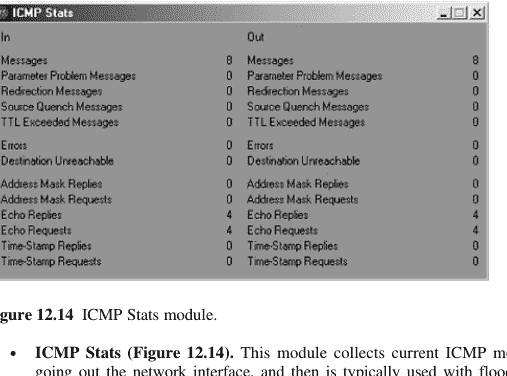 ICMP Stats
In Out
Messages 8 Messages 8
Parameter Problem Messages 0 Parameter Problem Messages 0
Redirection Messages 0 Redirection Messages 0
Source Quench Messages 0 Source Quench Messages 0
TTL Exceeded Messages 0 TTL Exceeded Messages 0
Errors 0 Errors 0
Destination Unreachable 0 Destination Unreachable 0
Address Mask Replies 0 Address Mask Replies 0
Address Mask Requests 0 Address Mask Requests 0
Echo Replies 4 Echo Replies 4
Echo Requests 4 Echo Requests 4
Time-Stamp Replies 0 Time-Stamp Replies 0
Time-Stamp Requests 0 Time-Stamp Requests 0
gure 12.14 ICMP Stats module.
• ICMP Stats (Figure 12.14). This module collects current ICMP m
going out the network interface, and then is typically used with flood